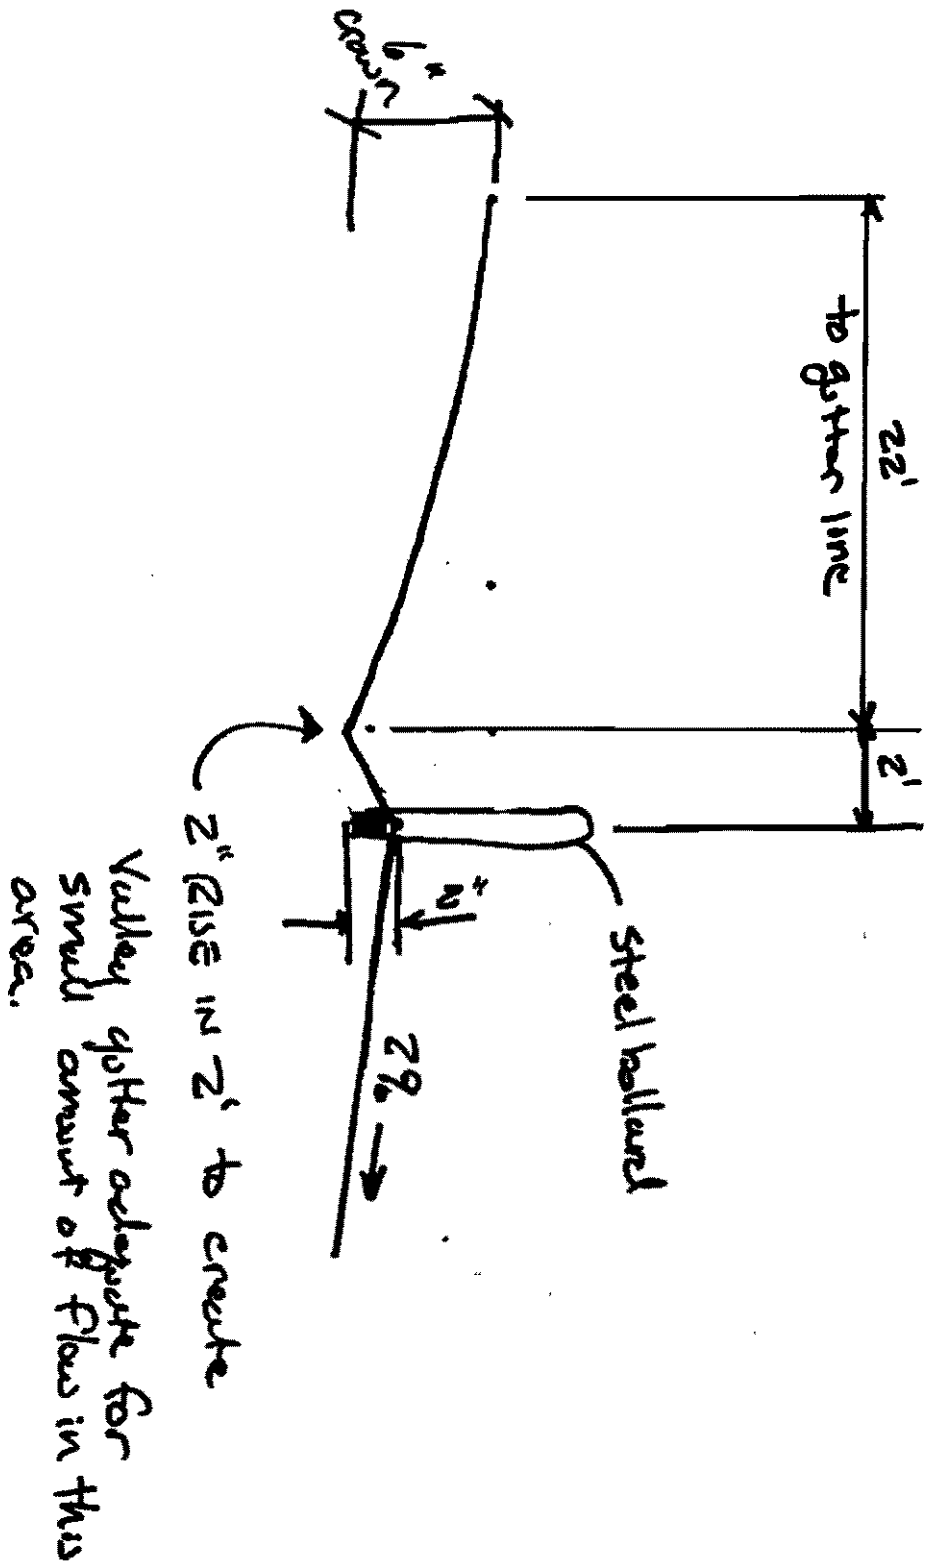 22'
2'
to gutter line
6"
crown
steel bollard
2%
2" RISE IN 2' to create
Valley gutter adequate for
small amount of flow in this
area.